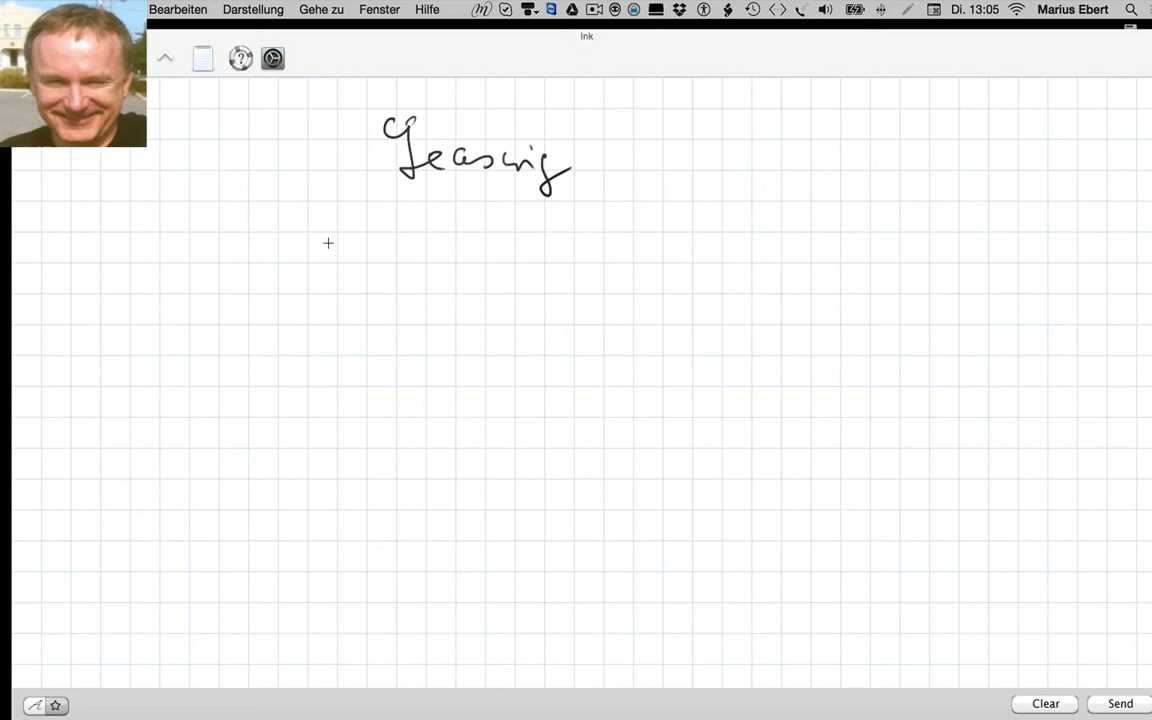 Bearbeiten Darstellung Gehe zu Fenster Hilfe Di. 13:05 Marius Ebert
Ink
Leasing
Clear Send